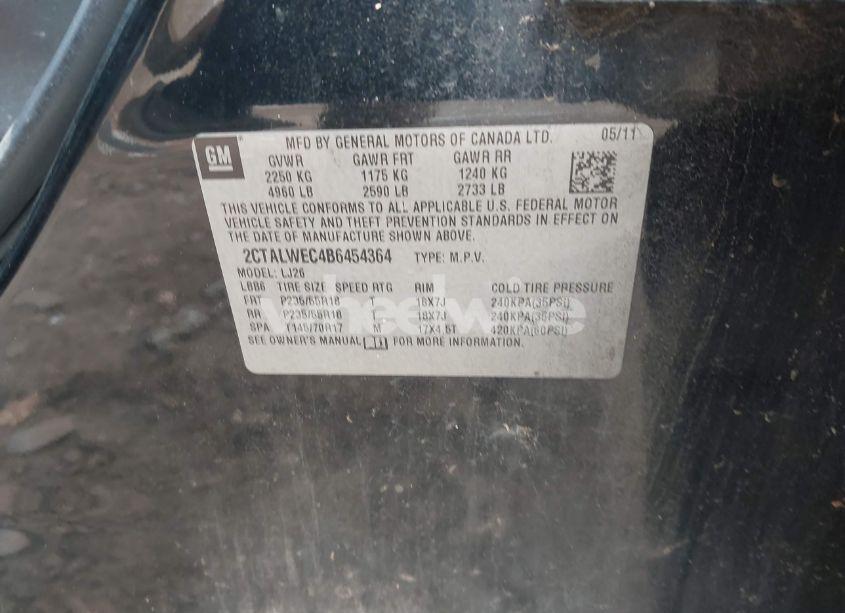 GM
MFD BY GENERAL MOTORS OF CANADA LTD. 05/11
GVWR GAWR FRT GAWR RR
2250 KG 1175 KG 1240 KG
4960 LB 2590 LB 2733 LB
THIS VEHICLE CONFORMS TO ALL APPLICABLE U.S. FEDERAL MOTOR
VEHICLE SAFETY AND THEFT PREVENTION STANDARDS IN EFFECT ON
THE DATE OF MANUFACTURE SHOWN ABOVE.
2CTALWEC4B6454364 TYPE: M.P.V.
MODEL: LJ26
LBB6 TIRE SIZE SPEED RTG RIM COLD TIRE PRESSURE
FRT P235/55R18 T 18X7J 240KPA(35PSI)
RR P235/55R18 T 18X7J 240KPA(35PSI)
SPA T145/70R17 M 17X4.5T 420KPA(60PSI)
SEE OWNER'S MANUAL FOR MORE INFORMATION.
wheelwire